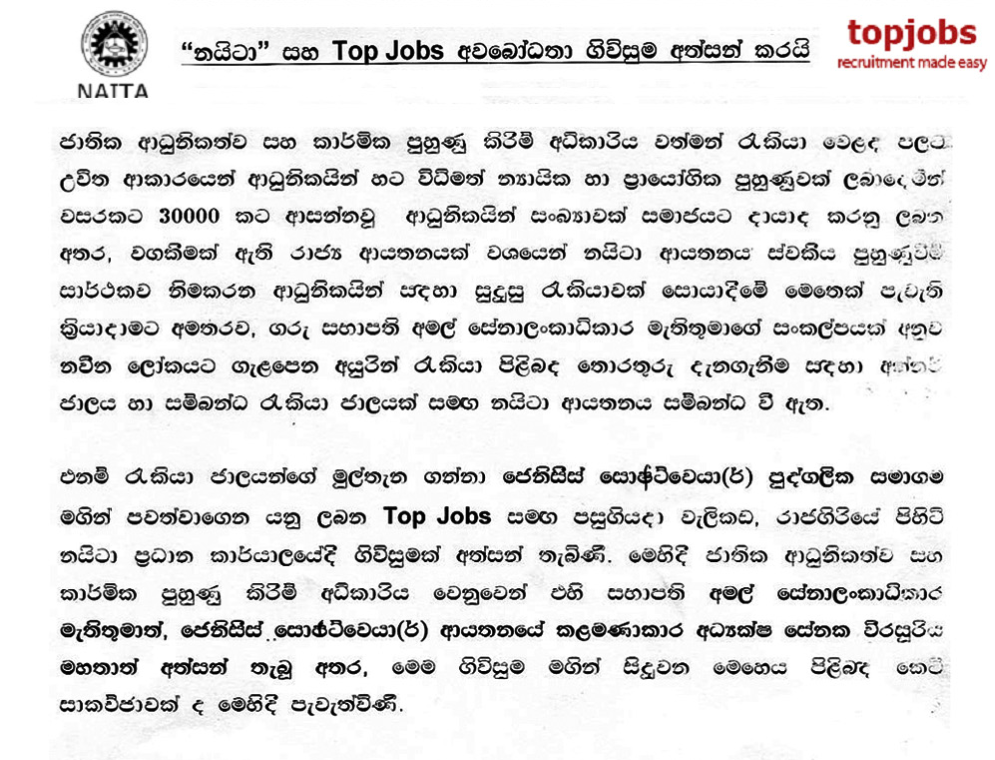 topjobs
recruitment made easy
“නයිටා” සහ Top Jobs අවබෝධතා ගිවිසුම අත්සන් කරයි
NAITA
ජාතික ආධුනිකත්ව සහ කාර්මික පුහුණු කිරීම් අධිකාරිය වත්මන් රැකියා වෙළඳ පලට
උචිත ආකාරයෙන් ආධුනිකයින් හට විධිමත් න්‍යායික හා ප්‍රායෝගික පුහුණුවක් ලබාදෙමින්
වසරකට 30000 කට ආසන්නවූ ආධුනිකයින් සංඛ්‍යාවක් සමාජයට දායාද කරනු ලබන
අතර, වගකීමක් ඇති රාජ්‍ය ආයතනයක් වශයෙන් නයිටා ආයතනය ස්වකීය පුහුණුවීම්
සාර්ථකව නිමකරන ආධුනිකයින් සඳහා සුදුසු රැකියාවක් සොයාදීමේ මෙතෙක් පැවැති
ක්‍රියාදාමට අමතරව, ගරු සභාපති අමල් සේනාලංකාධිකාර මැතිතුමාගේ සංකල්පයක් අනුව
නවීන ලෝකයට ගැළපෙන අයුරින් රැකියා පිළිබඳ තොරතුරු දැනගැනීම සඳහා අන්තර්
ජාලය හා සම්බන්ධ රැකියා ජාලයක් සමඟ නයිටා ආයතනය සම්බන්ධ වී ඇත.
එනම් රැකියා ජාලයන්ගේ මුල්තැන ගන්නා ජෙනිසීස් සොෆ්ට්වෙයා(ර්) පුද්ගලික සමාගම
මගින් පවත්වාගෙන යනු ලබන Top Jobs සමඟ පසුගියදා වැලිකඩ, රාජගිරියේ පිහිටි
නයිටා ප්‍රධාන කාර්යාලයේදී ගිවිසුමක් අත්සන් තැබිණි. මෙහිදී ජාතික ආධුනිකත්ව සහ
කාර්මික පුහුණු කිරීම් අධිකාරිය වෙනුවෙන් එහි සභාපති අමල් සේනාලංකාධිකාර
මැතිතුමාත්, ජෙනිසීස් සොෆ්ට්වෙයා(ර්) ආයතනයේ කළමණාකාර අධ්‍යක්ෂ සේනක වීරසූරිය
මහතාත් අත්සන් තැබූ අතර, මෙම ගිවිසුම මගින් සිදුවන මෙහෙය පිළිබඳ කෙටි
සාකච්ඡාවක් ද මෙහිදී පැවැත්විණි.